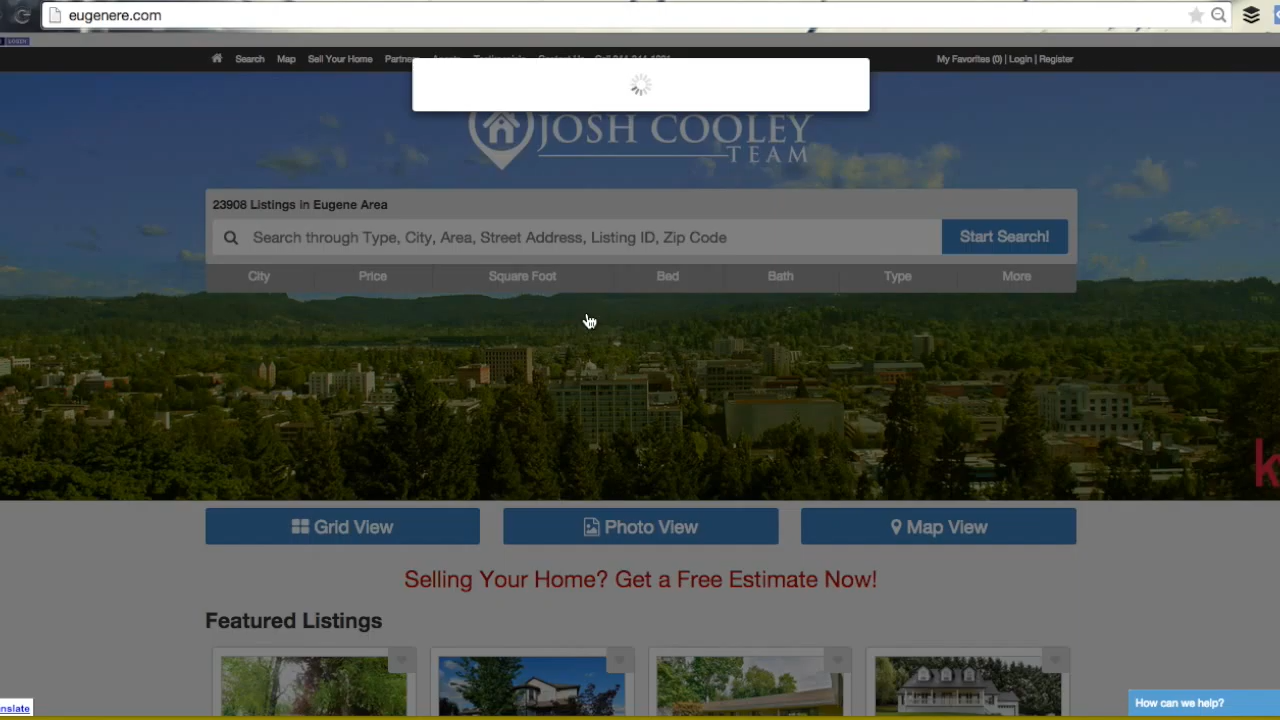 eugenere.com
LOGIN
Search Map Sell Your Home
My Favorites (0) | Login | Register
JOSH COOLEY
TEAM
23908 Listings in Eugene Area
Search through Type, City, Area, Street Address, Listing ID, Zip Code
Start Search!
City Price Square Foot Bed Bath Type More
k
Grid View Photo View Map View
Selling Your Home? Get a Free Estimate Now!
Featured Listings
nslate
How can we help?